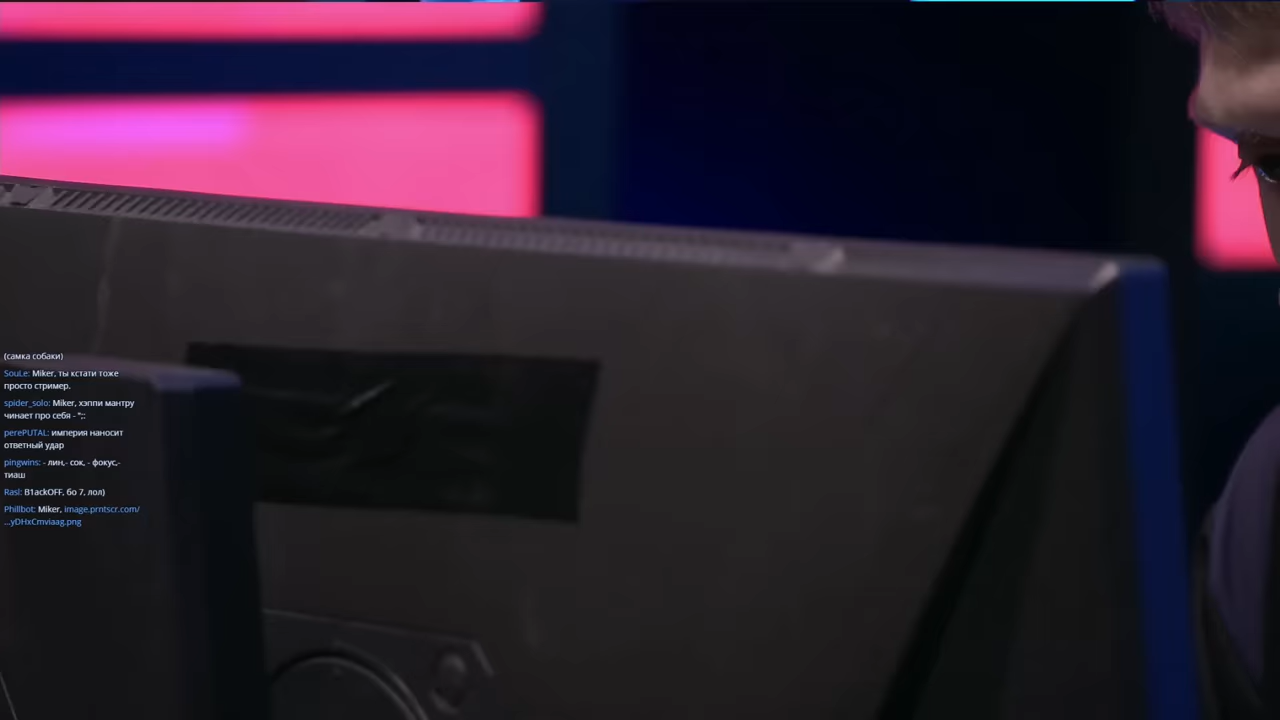 (самка собаки)
SouLe: Miker, ты кстати тоже
просто стример.
spider_solo: Miker, хэппи мантру
чинает про себя - ";:
perePUTAL: империя наносит
ответный удар
pingwins: - лин,- сок, - фокус,-
тиаш
Rasl: B1ackOFF, бо 7, лол)
Phillbot: Miker, image.prntscr.com/
...yDHxCmviaag.png